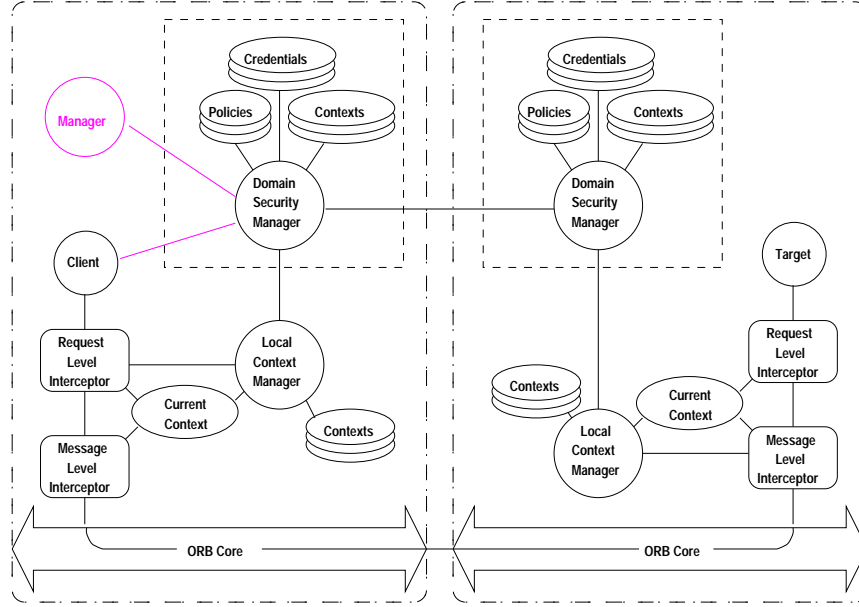 Credentials
Policies
Contexts
Manager
Domain
Security
Manager
Client
Request
Level
Interceptor
Local
Context
Manager
Current
Context
Contexts
Message
Level
Interceptor
ORB Core
Credentials
Policies
Contexts
Domain
Security
Manager
Target
Request
Level
Interceptor
Contexts
Current
Context
Local
Context
Manager
Message
Level
Interceptor
ORB Core